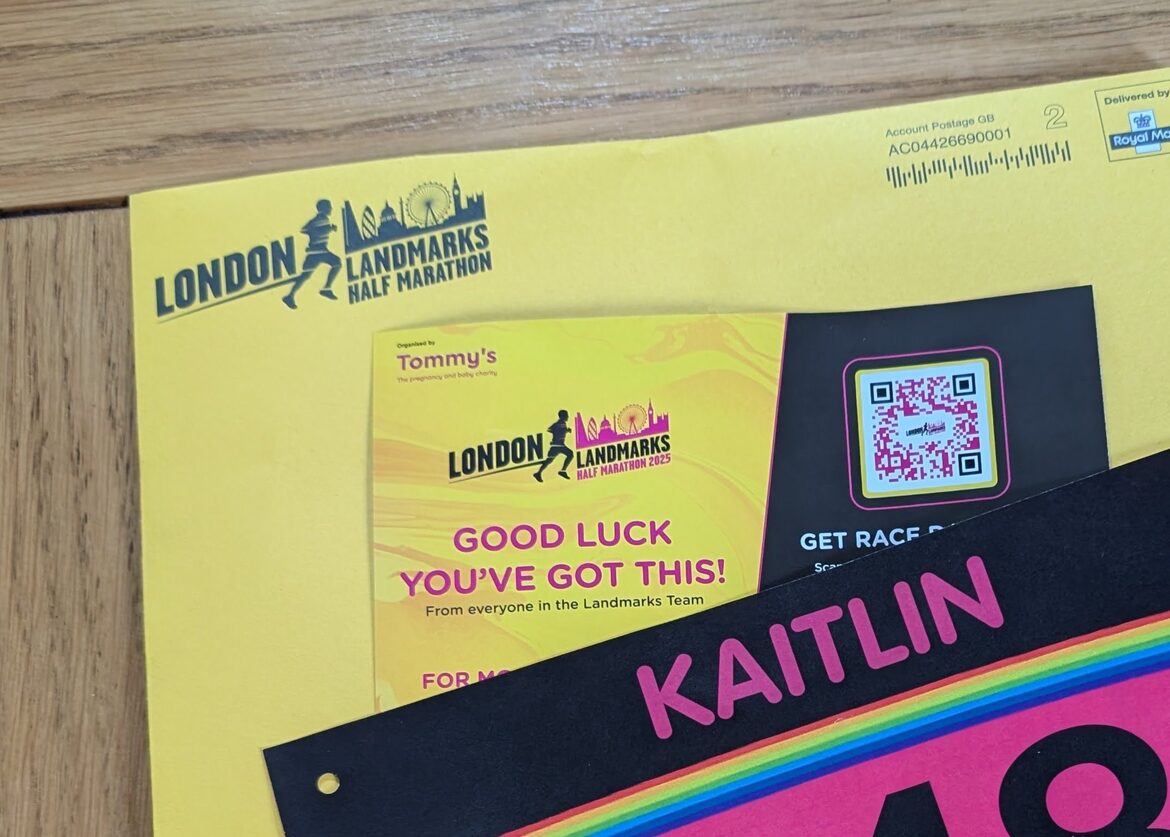 Account Postage GB
AC04426690001
2
Delivered by
Royal
LONDON
LANDMARKS
HALF MARATHON
Organised by
Tommy's
The pregnancy and baby charity
LONDON
LANDMARKS
HALF MARATHON 2025
GOOD LUCK
YOU'VE GOT THIS!
From everyone in the Landmarks Team
FOR
GET RACE
KAITLIN
48